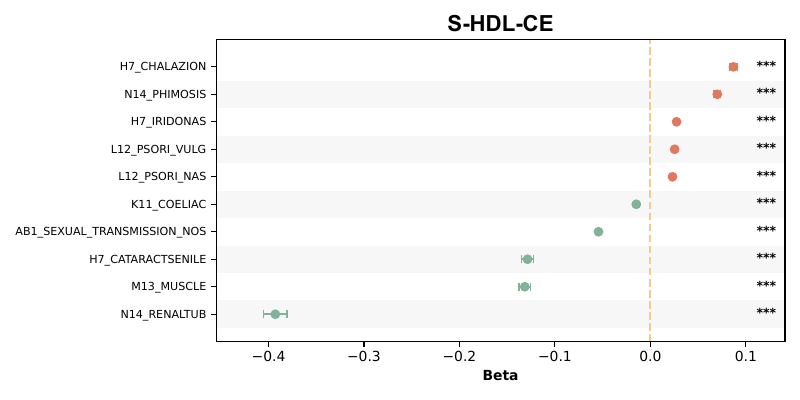 S-HDL-CE
H7_CHALAZION ***
N14_PHIMOSIS ***
H7_IRIDONAS ***
L12_PSORI_VULG ***
L12_PSORI_NAS ***
K11_COELIAC ***
AB1_SEXUAL_TRANSMISSION_NOS ***
H7_CATARACTSENILE ***
M13_MUSCLE ***
N14_RENALTUB ***
−0.4 −0.3 −0.2 −0.1 0.0 0.1
Beta